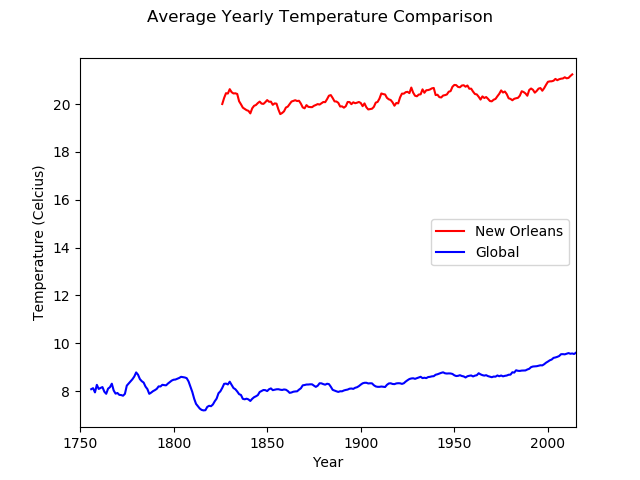 Average Yearly Temperature Comparison
Temperature (Celcius)
20
18
16
14
12
10
8
New Orleans
Global
1750
1800
1850
1900
1950
2000
Year